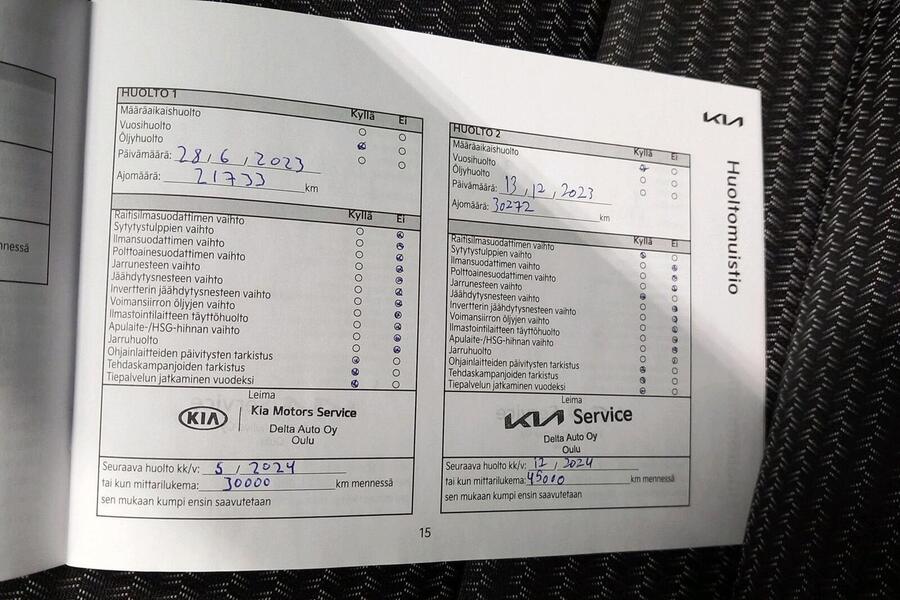 nnessä
KIA
Huoltomuistio
HUOLTO 1
Kyllä Ei
Määräaikaishuolto
Vuosihuolto
Öljyhuolto
Päivämäärä: 28, 6, 2023
Ajomäärä: 21733 km
Kyllä Ei
Raitisilmasuodattimen vaihto
Sytytystulppien vaihto
Ilmansuodattimen vaihto
Polttoainesuodattimen vaihto
Jarrunesteen vaihto
Jäähdytysnesteen vaihto
Invertterin jäähdytysnesteen vaihto
Voimansiirron öljyjen vaihto
Ilmastointilaitteen täyttöhuolto
Apulaite-/HSG-hihnan vaihto
Jarruhuolto
Ohjainlaitteiden päivitysten tarkistus
Tehdaskampanjoiden tarkistus
Tiepalvelun jatkaminen vuodeksi
Leima
KIA Kia Motors Service
Delta Auto Oy
Oulu
Seuraava huolto kk/v: 5, 2024
tai kun mittarilukema: 30000 km mennessä
sen mukaan kumpi ensin saavutetaan
HUOLTO 2
Kyllä Ei
Määräaikaishuolto
Vuosihuolto
Öljyhuolto
Päivämäärä: 13, 12, 2023
Ajomäärä: 30272 km
Kyllä Ei
Raitisilmasuodattimen vaihto
Sytytystulppien vaihto
Ilmansuodattimen vaihto
Polttoainesuodattimen vaihto
Jarrunesteen vaihto
Jäähdytysnesteen vaihto
Invertterin jäähdytysnesteen vaihto
Voimansiirron öljyjen vaihto
Ilmastointilaitteen täyttöhuolto
Apulaite-/HSG-hihnan vaihto
Jarruhuolto
Ohjainlaitteiden päivitysten tarkistus
Tehdaskampanjoiden tarkistus
Tiepalvelun jatkaminen vuodeksi
Leima
KIA Service
Delta Auto Oy
Oulu
Seuraava huolto kk/v: 12, 2024
tai kun mittarilukema: 45000 km mennessä
sen mukaan kumpi ensin saavutetaan
15